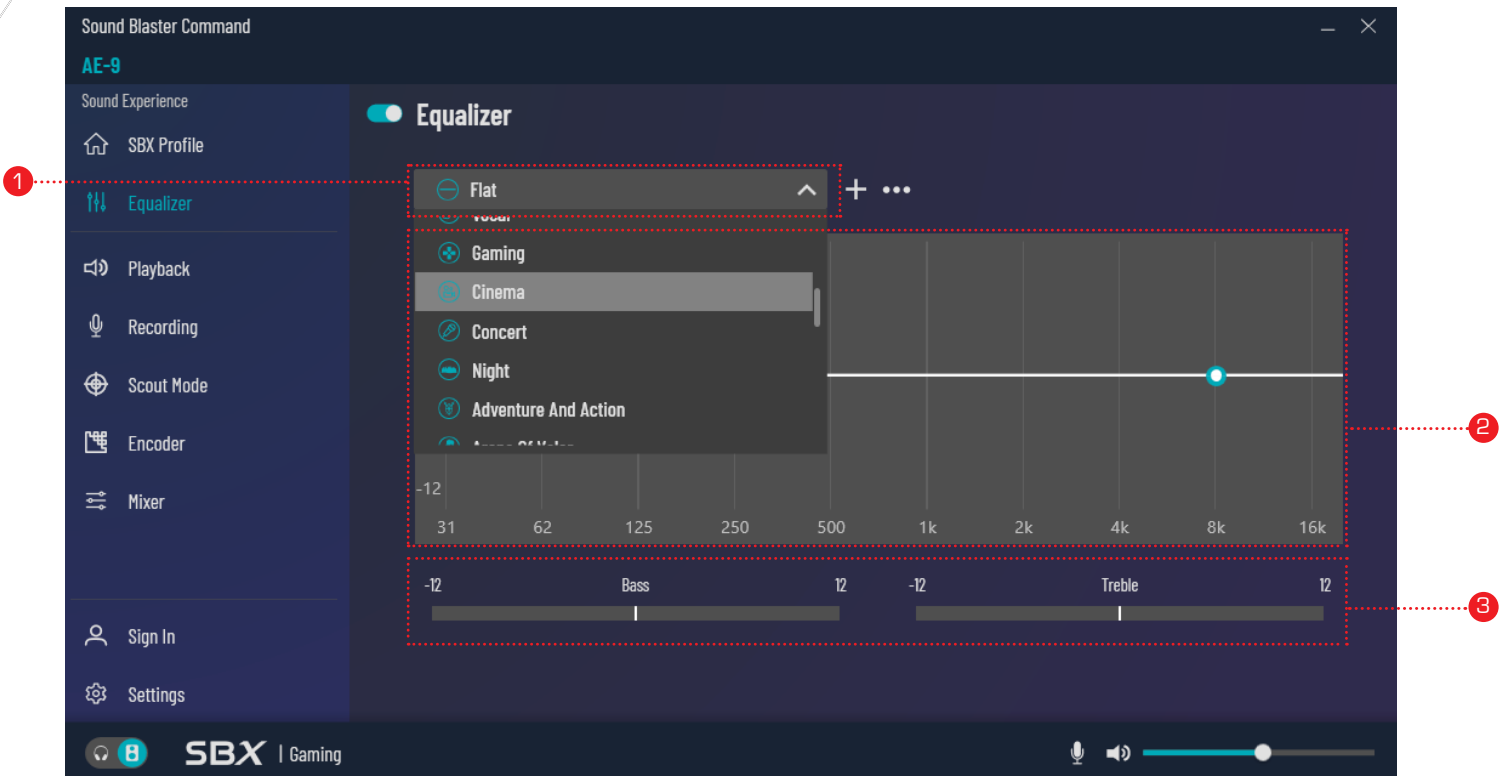 Sound Blaster Command
AE-9
Sound Experience
SBX Profile
Equalizer
Playback
Recording
Scout Mode
Encoder
Mixer
Sign In
Settings
Equalizer
1
Flat
Vocal
Gaming
Cinema
Concert
Night
Adventure And Action
2
-12
31 62 125 250 500 1k 2k 4k 8k 16k
-12 Bass 12 -12 Treble 12
3
SBX | Gaming